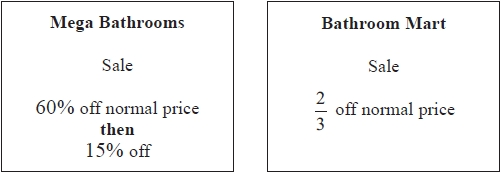 Mega Bathrooms
Sale
60% off normal price
then
15% off
Bathroom Mart
Sale
2/3 off normal price